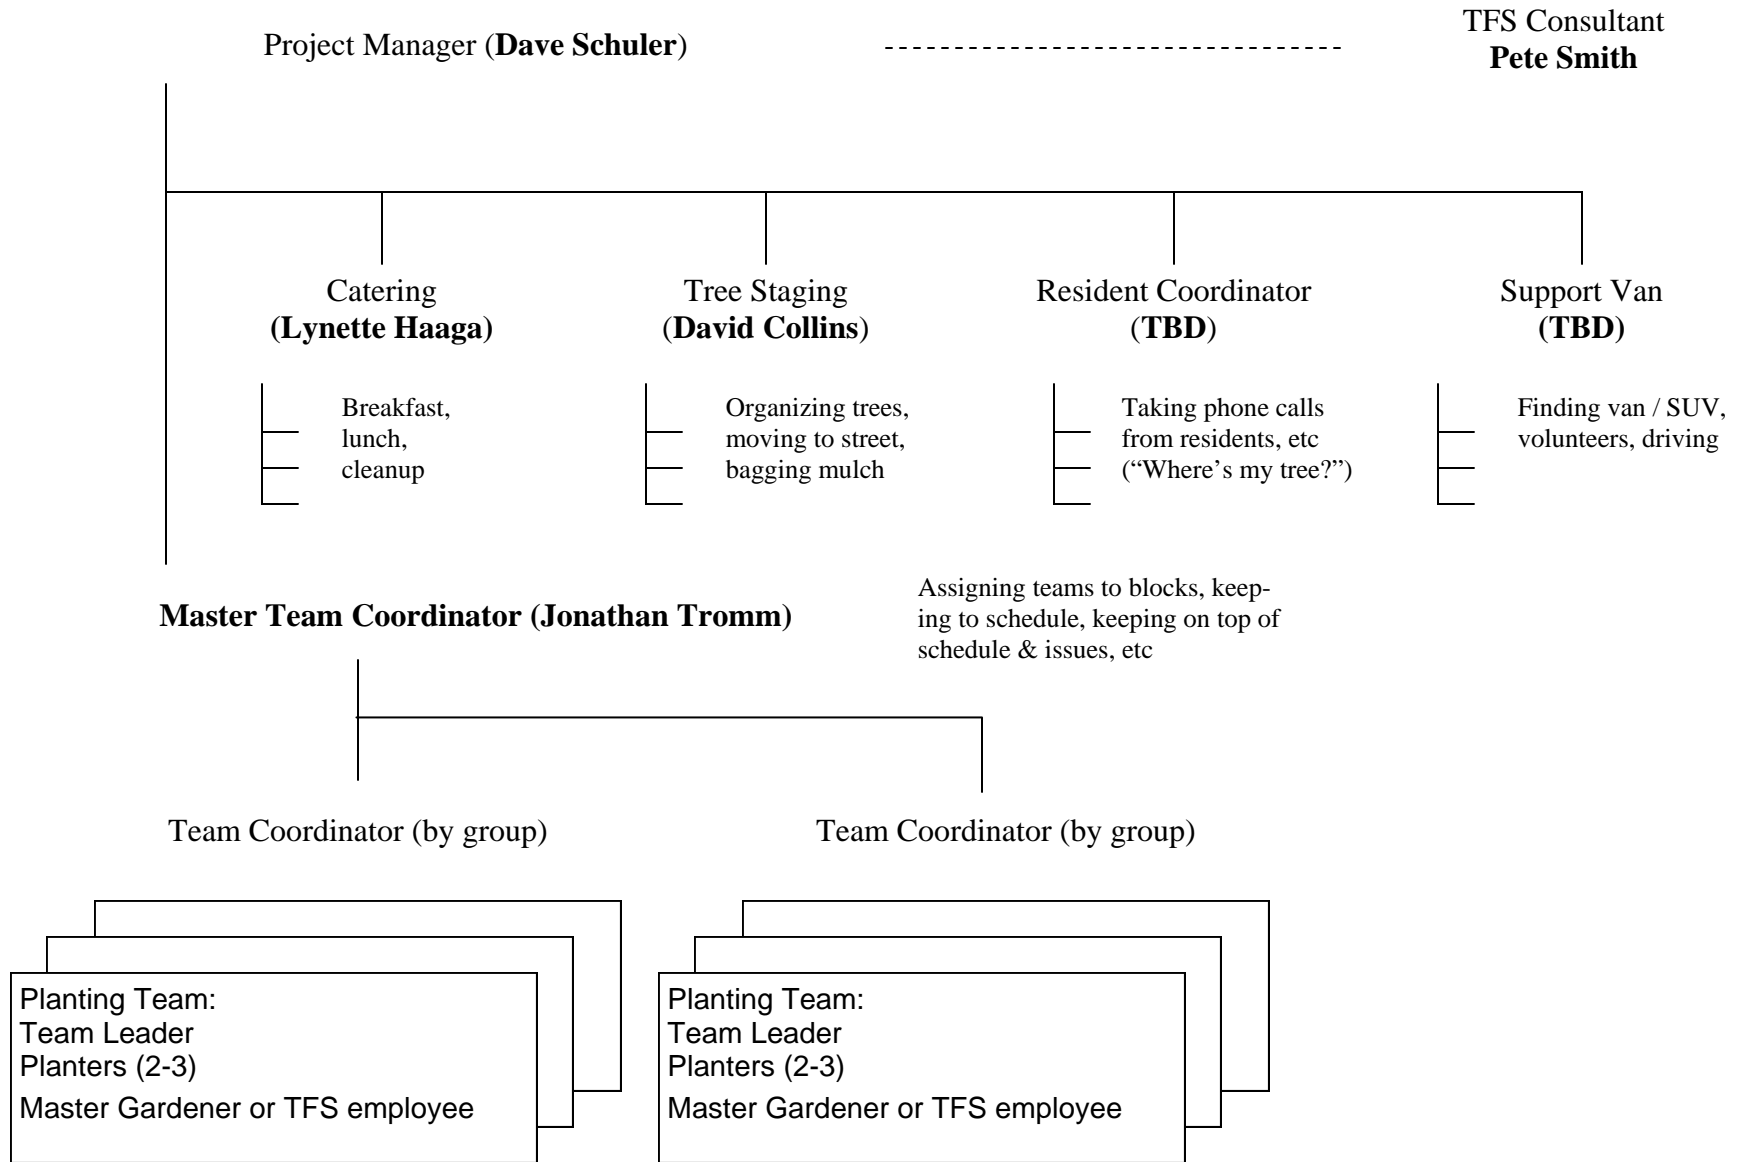 Project Manager (Dave Schuler)
TFS Consultant
Pete Smith
Catering
(Lynette Haaga)
Tree Staging
(David Collins)
Resident Coordinator
(TBD)
Support Van
(TBD)
Breakfast,
lunch,
cleanup
Organizing trees,
moving to street,
bagging mulch
Taking phone calls
from residents, etc
(“Where’s my tree?”)
Finding van / SUV,
volunteers, driving
Master Team Coordinator (Jonathan Tromm)
Assigning teams to blocks, keep-
ing to schedule, keeping on top of
schedule & issues, etc
Team Coordinator (by group)
Team Coordinator (by group)
Planting Team:
Team Leader
Planters (2-3)
Master Gardener or TFS employee
Planting Team:
Team Leader
Planters (2-3)
Master Gardener or TFS employee